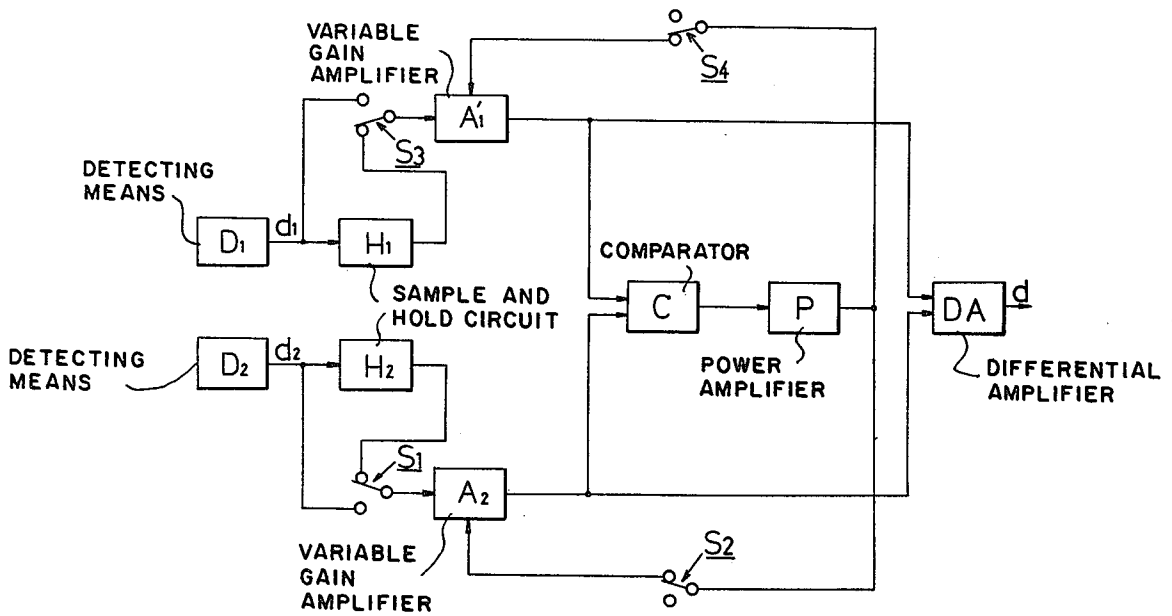 VARIABLE
GAIN
AMPLIFIER
S4
A'1
S3
DETECTING
MEANS
d1
D1
H1
COMPARATOR
C
P
d
DA
SAMPLE AND
HOLD CIRCUIT
DETECTING
MEANS
d2
D2
H2
POWER
AMPLIFIER
DIFFERENTIAL
AMPLIFIER
S1
A2
VARIABLE
GAIN
AMPLIFIER
S2